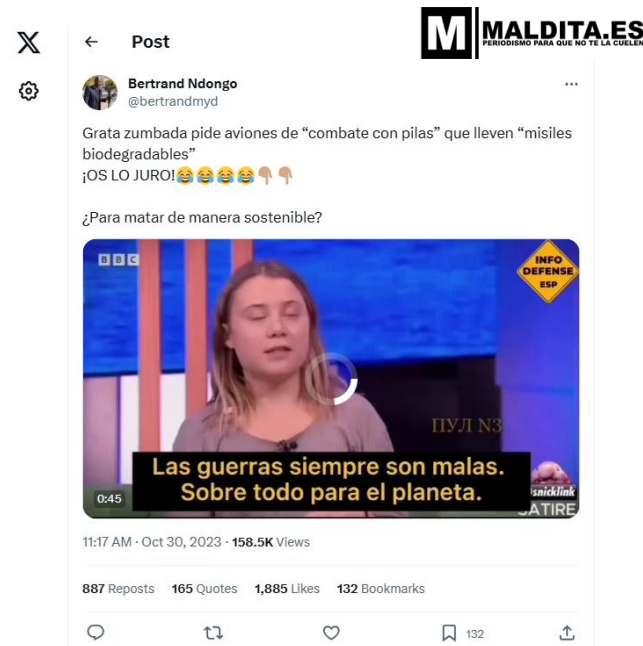 M
MALDITA.ES
PERIODISMO PARA QUE NO TE LA CUELEN
Post
Bertrand Ndongo
@bertrandmyd
Grata zumbada pide aviones de “combate con pilas” que lleven “misiles
biodegradables”
¡OS LO JURO!😂😂😂😂👇🏼👇🏼
¿Para matar de manera sostenible?
BBC
INFO
DEFENSE
ESP
ПУЛ N3
Las guerras siempre son malas.
Sobre todo para el planeta.
0:45
@snicklink
SATIRE
11:17 AM · Oct 30, 2023 · 158.5K Views
887 Reposts 165 Quotes 1,885 Likes 132 Bookmarks
132